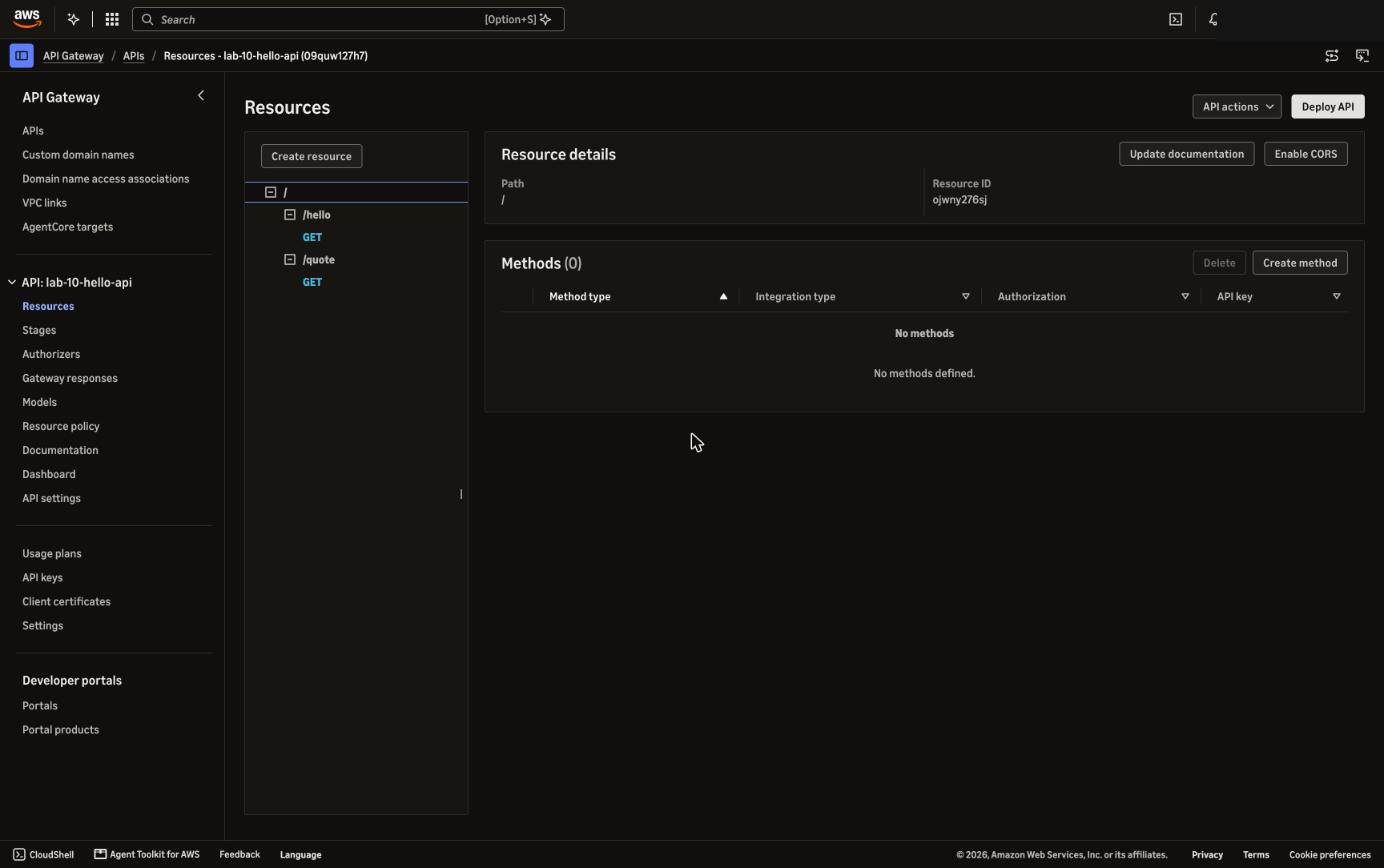 aws
Search
[Option+S]
API Gateway / APIs / Resources - lab-10-hello-api (09quw127h7)
API Gateway
APIs
Custom domain names
Domain name access associations
VPC links
AgentCore targets
API: lab-10-hello-api
Resources
Stages
Authorizers
Gateway responses
Models
Resource policy
Documentation
Dashboard
API settings
Usage plans
API keys
Client certificates
Settings
Developer portals
Portals
Portal products
Resources
API actions
Deploy API
Create resource
/
/hello
GET
/quote
GET
Resource details
Update documentation
Enable CORS
Path
/
Resource ID
ojwny276sj
Methods (0)
Delete
Create method
Method type
Integration type
Authorization
API key
No methods
No methods defined.
CloudShell
Agent Toolkit for AWS
Feedback
Language
© 2026, Amazon Web Services, Inc. or its affiliates.
Privacy
Terms
Cookie preferences